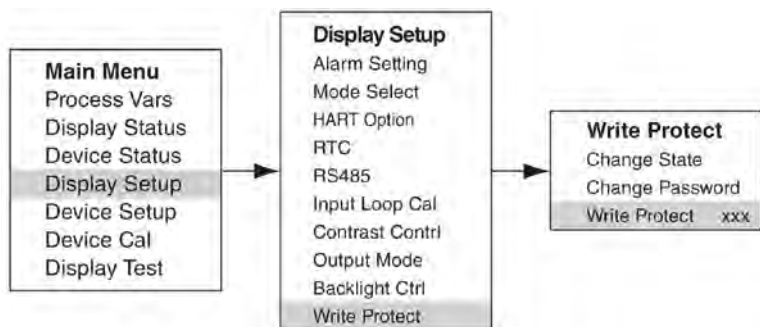 Main Menu
Process Vars
Display Status
Device Status
Display Setup
Device Setup
Device Cal
Display Test
Display Setup
Alarm Setting
Mode Select
HART Option
RTC
RS485
Input Loop Cal
Contrast Contrl
Output Mode
Backlight Ctrl
Write Protect
Write Protect
Change State
Change Password
Write Protect xxx